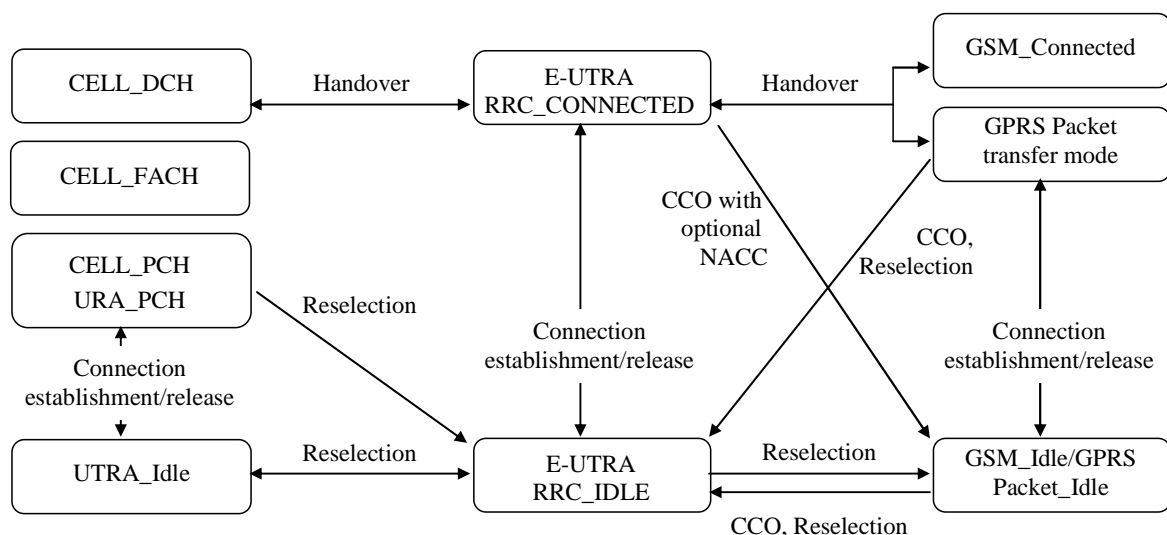 GSM_Connected
CELL_DCH
Handover
E-UTRA
RRC_CONNECTED
Handover
GPRS Packet
transfer mode
CELL_FACH
CCO with
optional
NACC
CCO,
Reselection
CELL_PCH
URA_PCH
Reselection
Connection
establishment/release
Connection
establishment/release
Connection
establishment/release
UTRA_Idle
Reselection
E-UTRA
RRC_IDLE
Reselection
GSM_Idle/GPRS
Packet_Idle
CCO, Reselection